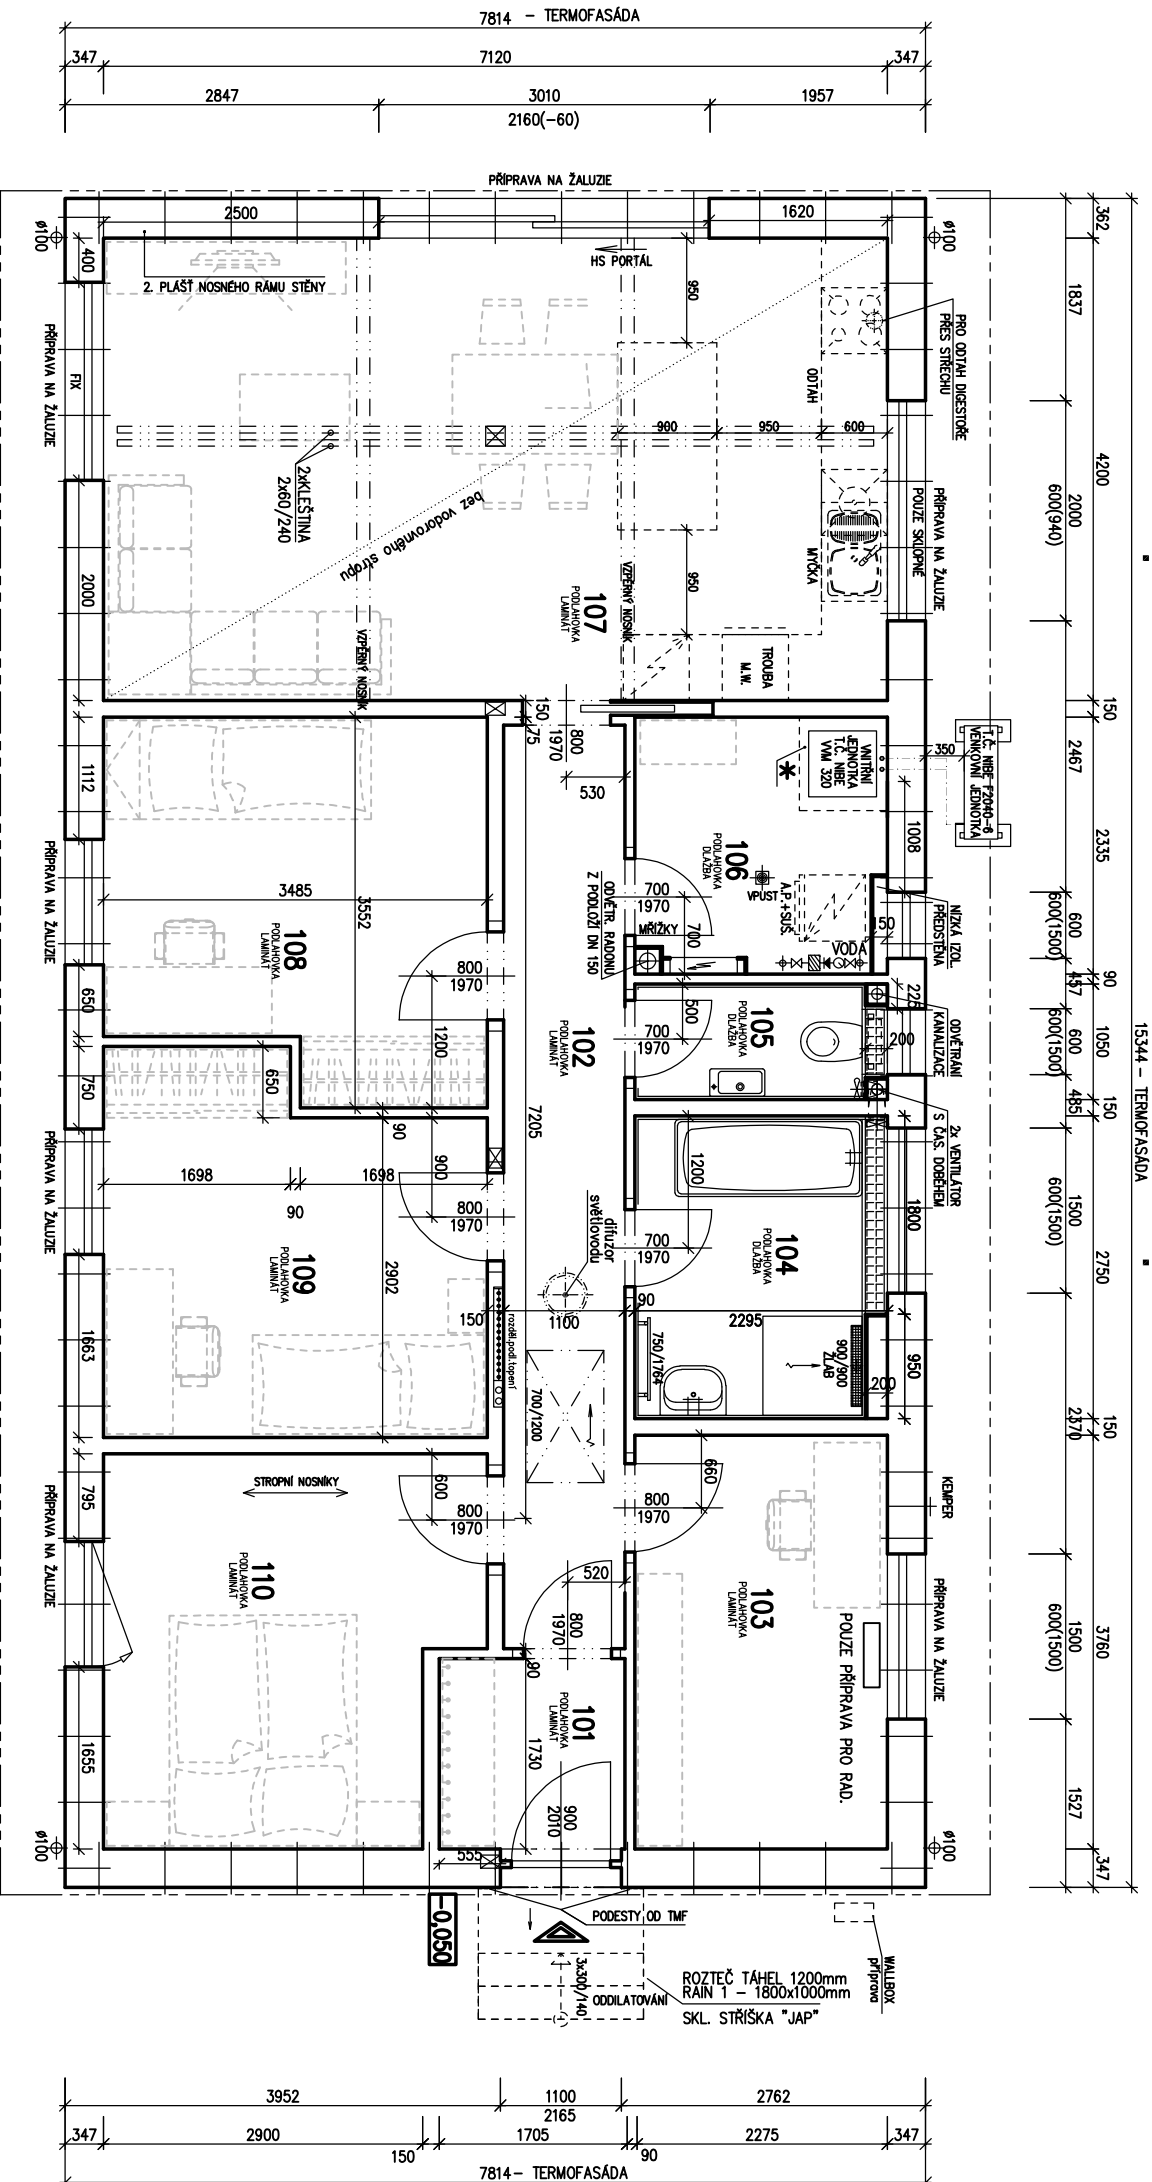 7814 - TERMOFASÁDA
347
7120
347
2847
3010
1957
2160(-60)
PŘÍPRAVA NA ŽALUZIE
2500
1620
ø100
ø100
HS PORTÁL
2. PLÁŠŤ NOSNÉHO RÁMU STĚNY
400
950
362
1837
4200
2000
600(940)
PRO ODTAH DIGESTOŘE
PŘES STŘECHU
ODTAH
PŘÍPRAVA NA ŽALUZIE
FIX
900
950
600
2xKLEŠTINA
2x60/240
bez vodorovného stropu
PŘÍPRAVA NA ŽALUZIE
POUZE SKLOPNÉ
MYČKA
950
VZPĚRNÝ NOSNÍK
VZPĚRNÝ NOSNÍK
107
PODLAHOVKA
LAMINÁT
2000
TROUBA
M.W.
150
75
800
1970
530
VNITŘNÍ
JEDNOTKA
T.Č. NIBE
VVM 320
*
T.Č. NIBE F2040-6
VENKOVNÍ JEDNOTKA
350
150
2467
2335
1008
1112
3485
3552
106
PODLAHOVKA
DLAŽBA
VPUST
A.P.+SUŠ.
ODVĚTR. RADONU
Z PODLOŽÍ DN 150
700
1970
700
MŘÍŽKY
VODA
150
NÍZKÁ IZOL.
PŘEDSTĚNA
600
600(1500)
457
90
PŘÍPRAVA NA ŽALUZIE
108
PODLAHOVKA
LAMINÁT
800
1970
650
1200
102
PODLAHOVKA
LAMINÁT
105
PODLAHOVKA
DLAŽBA
500
700
1970
225
200
ODVĚTRÁNÍ
KANALIZACE
600
600(1500)
1050
485
150
15344 - TERMOFASÁDA
750
650
90
900
7205
2x VENTILÁTOR
S ČAS. DOBĚHEM
1200
1800
1500
600(1500)
2750
PŘÍPRAVA NA ŽALUZIE
1698
1698
90
800
1970
difuzor
světlovodu
700
1970
104
PODLAHOVKA
DLAŽBA
109
PODLAHOVKA
LAMINÁT
2902
150
1100
90
2295
1663
rozděl.podl.topení
700/1200
750/1764
900/900
ŽLAB
200
950
2370
150
STROPNÍ NOSNÍKY
600
800
1970
660
800
1970
KEMPER
795
PŘÍPRAVA NA ŽALUZIE
110
PODLAHOVKA
LAMINÁT
520
800
1970
90
103
PODLAHOVKA
LAMINÁT
POUZE PŘÍPRAVA PRO RAD.
PŘÍPRAVA NA ŽALUZIE
1500
600(1500)
3760
101
PODLAHOVKA
LAMINÁT
1730
1655
900
2010
1527
347
555
ø100
ø100
-0,050
PODESTY OD TMF
3x300/140
ODDILATOVÁNÍ
ROZTEČ TÁHEL 1200mm
RAIN 1 - 1800x1000mm
SKL. STŘÍŠKA "JAP"
WALLBOX
příprava
3952
1100
2762
2165
347
2900
1705
2275
347
150
90
7814- TERMOFASÁDA